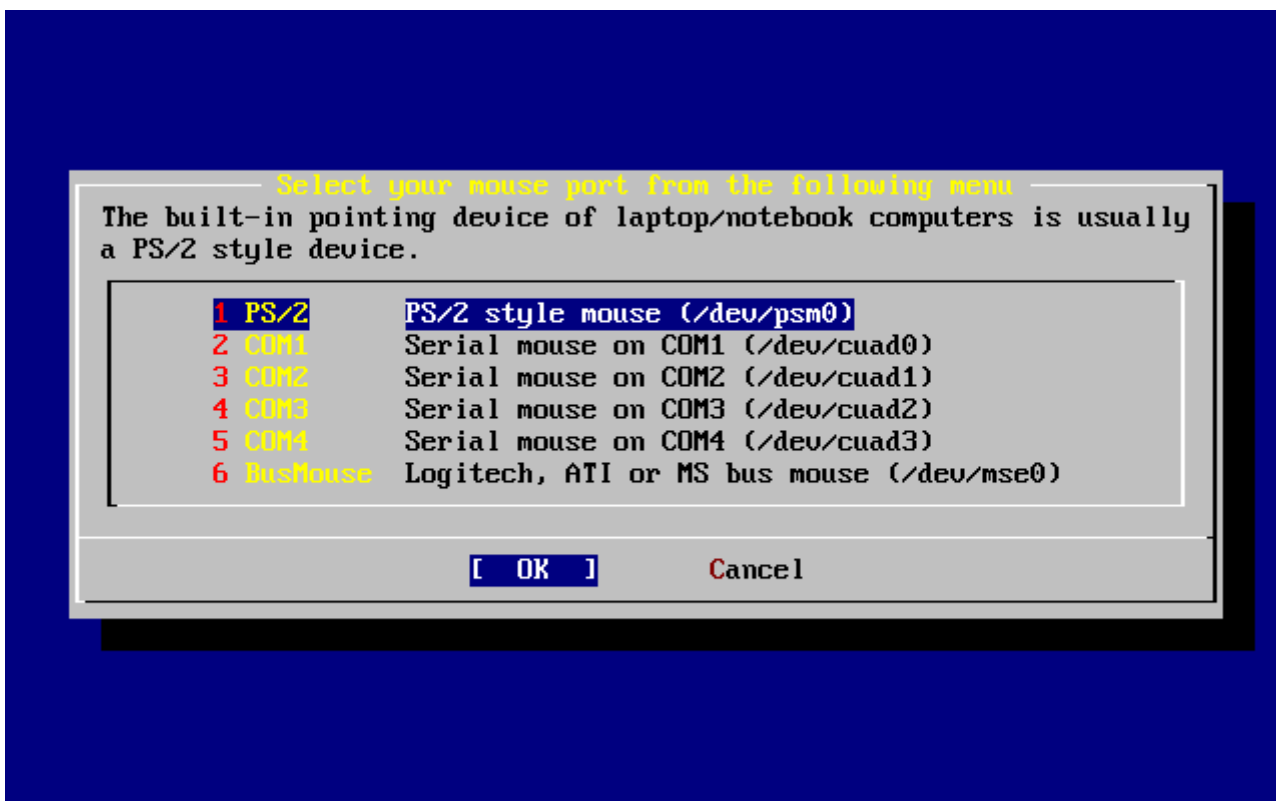 Select your mouse port from the following menu
The built-in pointing device of laptop/notebook computers is usually
a PS/2 style device.
1 PS/2 PS/2 style mouse (/dev/psm0)
2 COM1 Serial mouse on COM1 (/dev/cuad0)
3 COM2 Serial mouse on COM2 (/dev/cuad1)
4 COM3 Serial mouse on COM3 (/dev/cuad2)
5 COM4 Serial mouse on COM4 (/dev/cuad3)
6 BusMouse Logitech, ATI or MS bus mouse (/dev/mse0)
[ OK ] Cancel